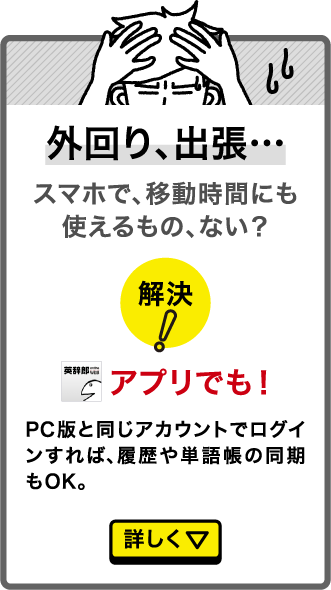 外回り、出張…
スマホで、移動時間にも
使えるもの、ない？
解決
！
英辞郎
アプリでも！
PC版と同じアカウントでログイ
ンすれば、履歴や単語帳の同期
もOK。
詳しく▽